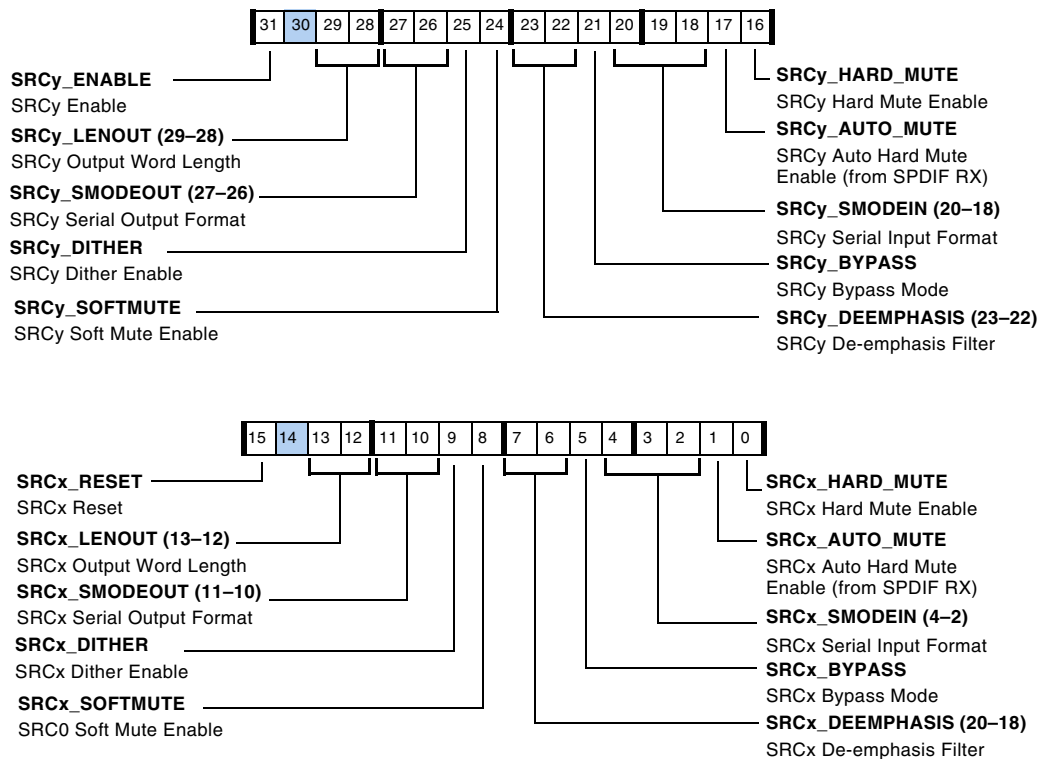 31 30 29 28 27 26 25 24 23 22 21 20 19 18 17 16
SRCy_ENABLE
SRCy Enable
SRCy_LENOUT (29–28)
SRCy Output Word Length
SRCy_SMODEOUT (27–26)
SRCy Serial Output Format
SRCy_DITHER
SRCy Dither Enable
SRCy_SOFTMUTE
SRCy Soft Mute Enable
SRCy_HARD_MUTE
SRCy Hard Mute Enable
SRCy_AUTO_MUTE
SRCy Auto Hard Mute
Enable (from SPDIF RX)
SRCy_SMODEIN (20–18)
SRCy Serial Input Format
SRCy_BYPASS
SRCy Bypass Mode
SRCy_DEEMPHASIS (23–22)
SRCy De-emphasis Filter
15 14 13 12 11 10 9 8 7 6 5 4 3 2 1 0
SRCx_RESET
SRCx Reset
SRCx_LENOUT (13–12)
SRCx Output Word Length
SRCx_SMODEOUT (11–10)
SRCx Serial Output Format
SRCx_DITHER
SRCx Dither Enable
SRCx_SOFTMUTE
SRC0 Soft Mute Enable
SRCx_HARD_MUTE
SRCx Hard Mute Enable
SRCx_AUTO_MUTE
SRCx Auto Hard Mute
Enable (from SPDIF RX)
SRCx_SMODEIN (4–2)
SRCx Serial Input Format
SRCx_BYPASS
SRCx Bypass Mode
SRCx_DEEMPHASIS (20–18)
SRCx De-emphasis Filter